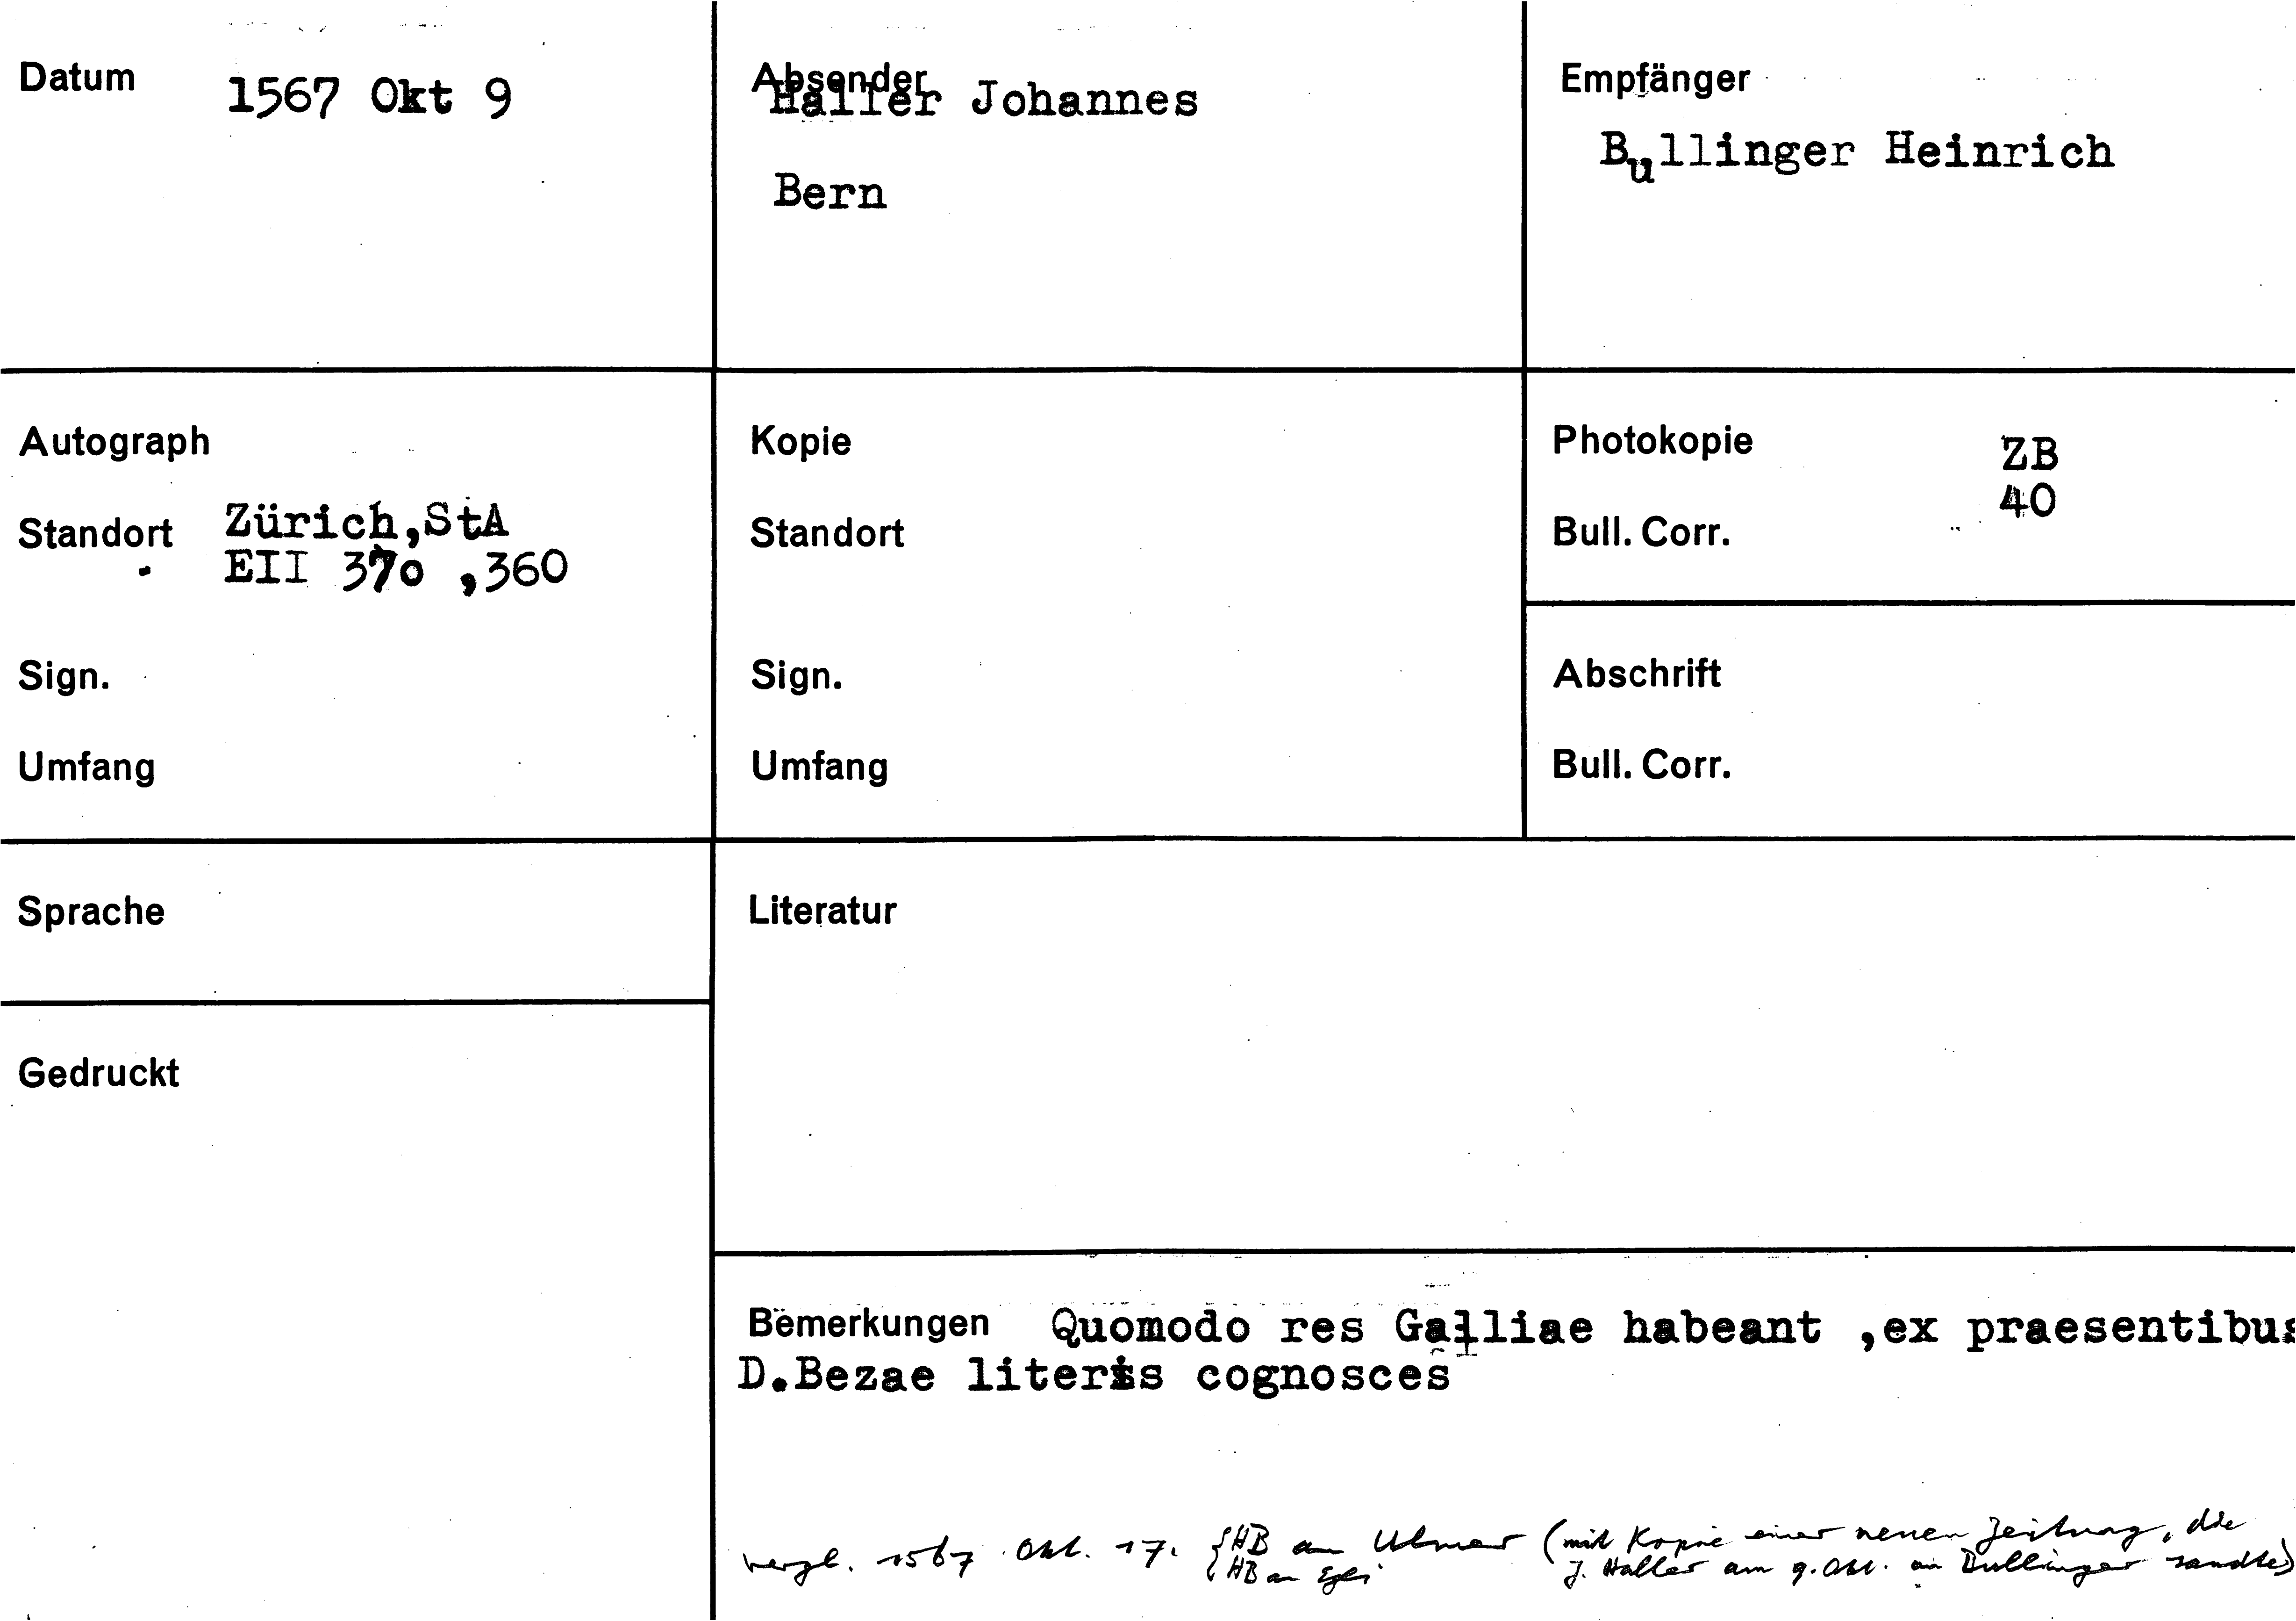 Datum 1567 Okt 9
Absender Haller Johannes
Bern
Empfänger
Bullinger Heinrich
Autograph
Standort Zürich,StA
EII 370 ,360
Sign.
Umfang
Kopie
Standort
Sign.
Umfang
Photokopie ZB
Bull. Corr. 40
Abschrift
Bull. Corr.
Sprache
Literatur
Gedruckt
Bemerkungen Quomodo res Galliae habeant ,ex praesentibus
D.Bezae literis cognosces
vergl. 1567 Okt. 17. {HB an Ulmer (mit Kopie einer neuen Zeitung, die
{HB an Egli J. Haller am 9. Okt. an Bullinger sandte)